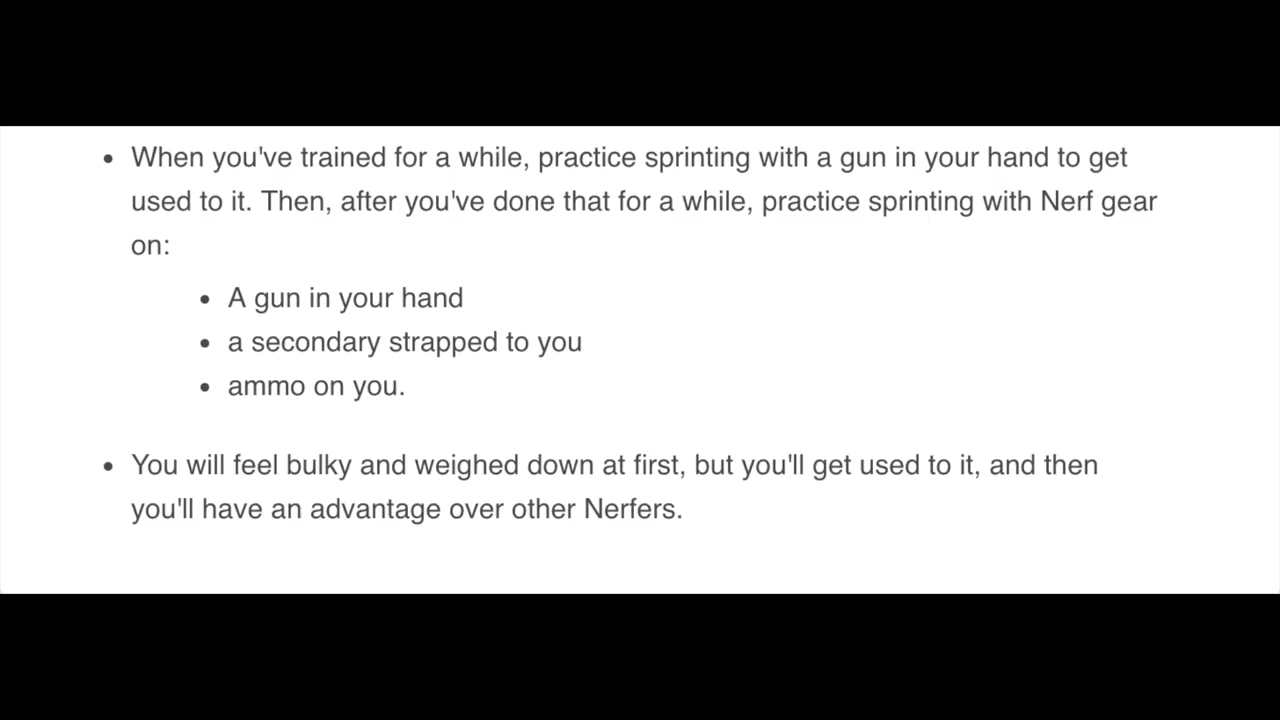 When you've trained for a while, practice sprinting with a gun in your hand to get
used to it. Then, after you've done that for a while, practice sprinting with Nerf gear
on:
A gun in your hand
a secondary strapped to you
ammo on you.
You will feel bulky and weighed down at first, but you'll get used to it, and then
you'll have an advantage over other Nerfers.